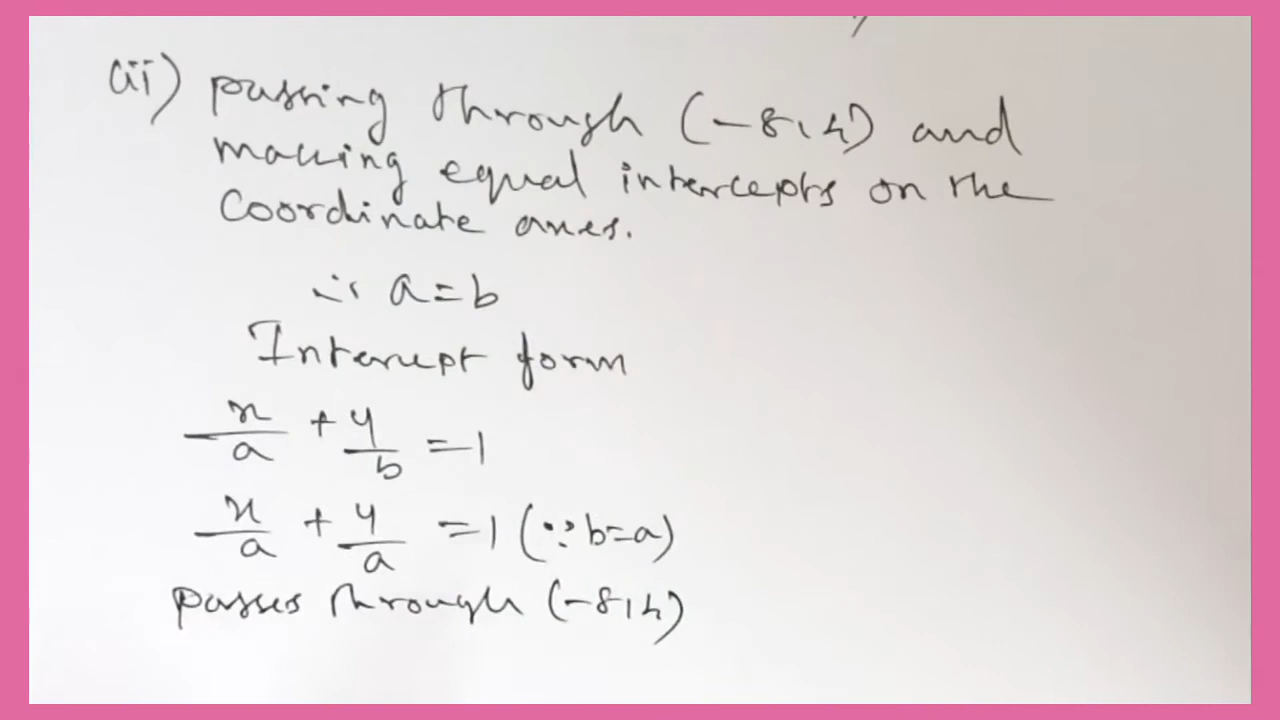 iii) passing through (-8,4) and
making equal intercepts on the
Coordinate axes.
∵ a=b
Intercept form
x/a + y/b =1
x/a + y/a =1 (∵ b=a)
passes through (-8,4)